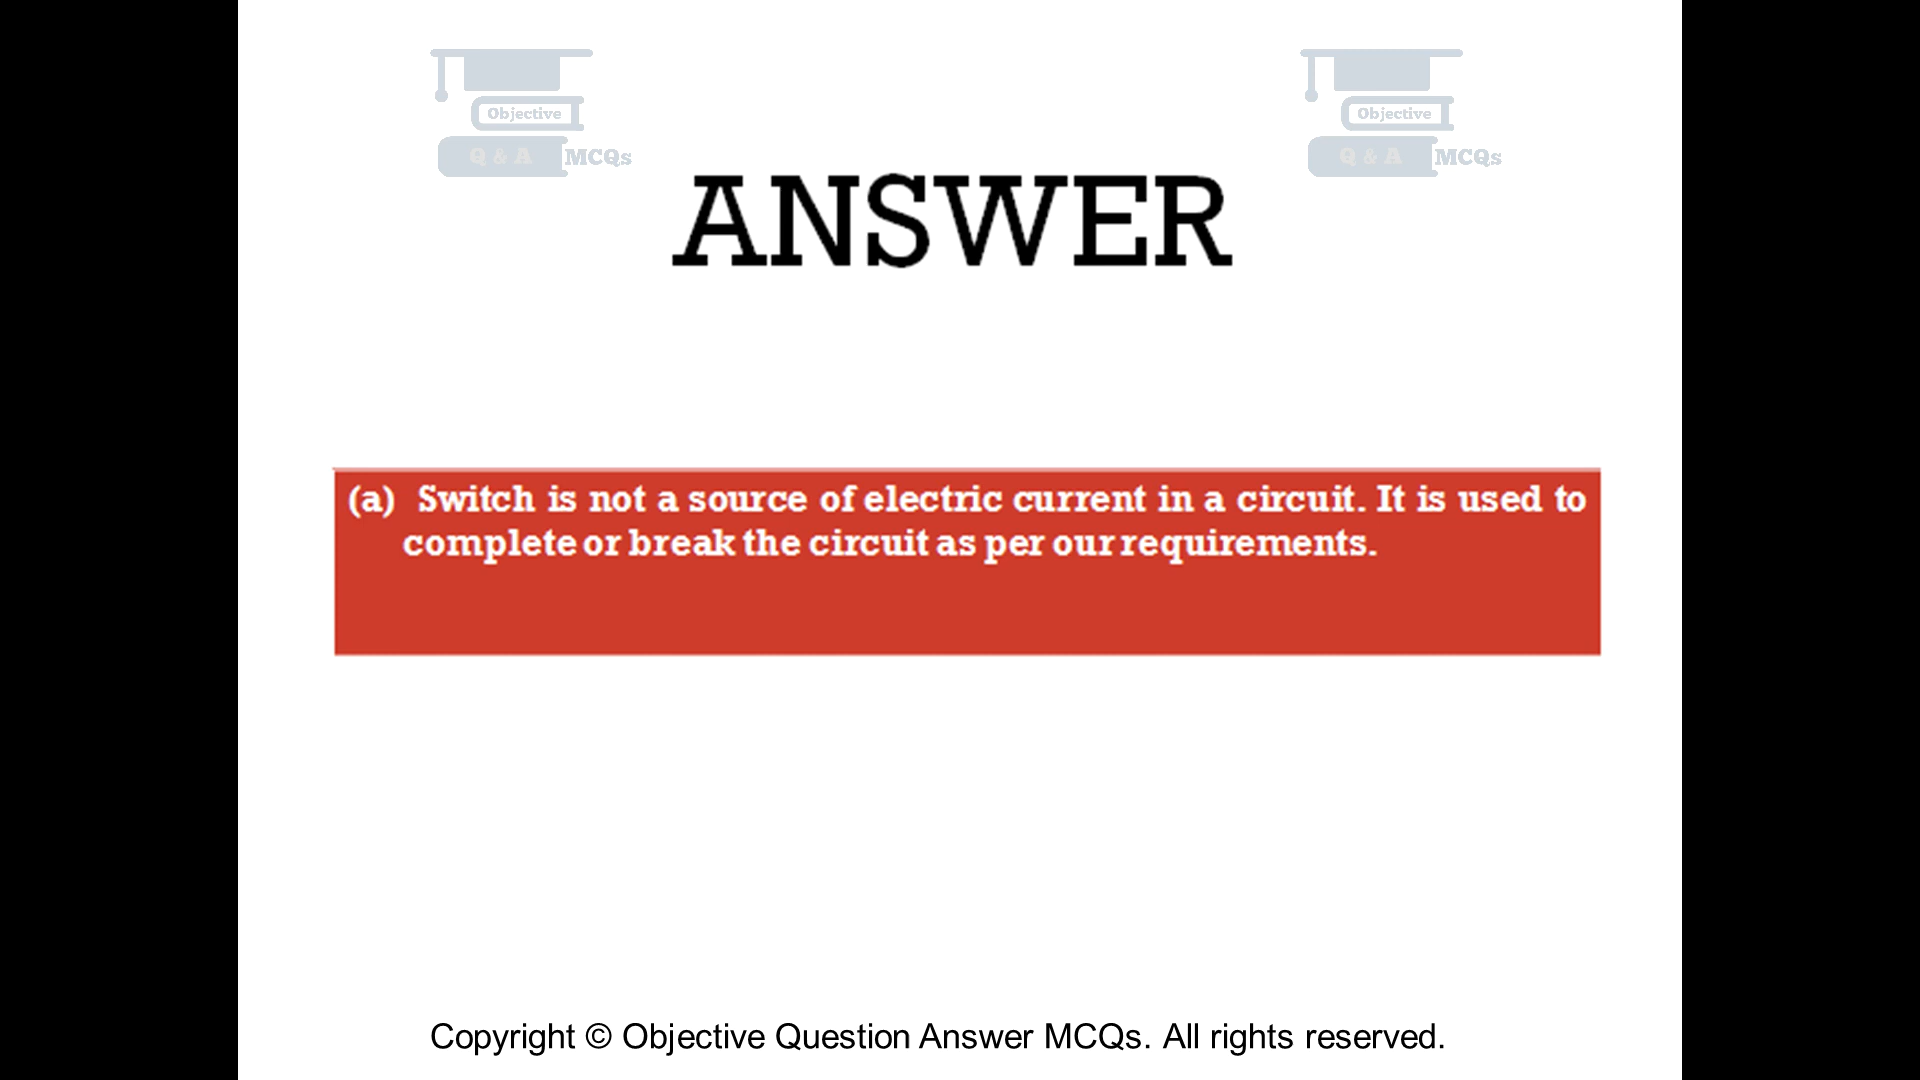 Objective
Q & A MCQs
Objective
Q & A MCQs
ANSWER
(a) Switch is not a source of electric current in a circuit. It is used to
complete or break the circuit as per our requirements.
Copyright © Objective Question Answer MCQs. All rights reserved.